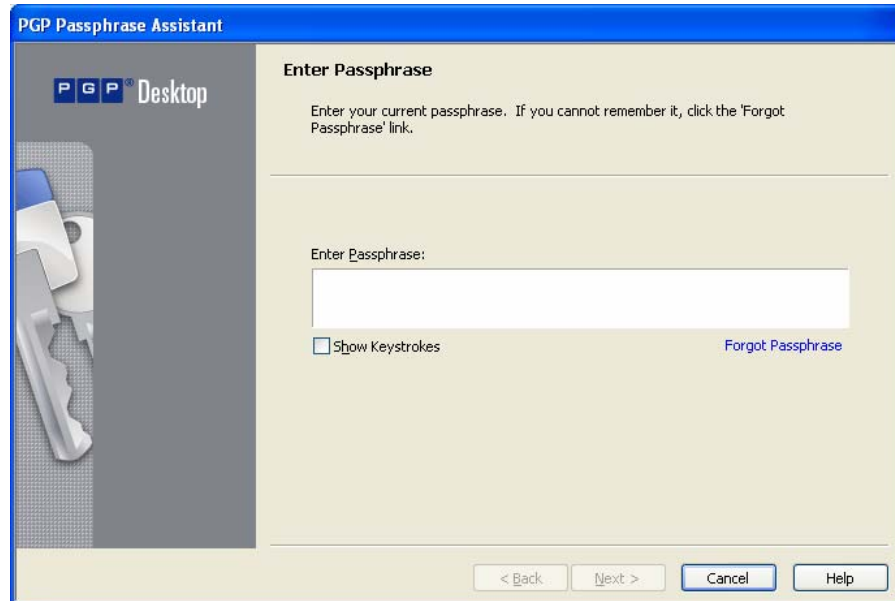 PGP Passphrase Assistant
PGP® Desktop
Enter Passphrase
Enter your current passphrase. If you cannot remember it, click the 'Forgot
Passphrase' link.
Enter Passphrase:
Show Keystrokes
Forgot Passphrase
< Back
Next >
Cancel
Help